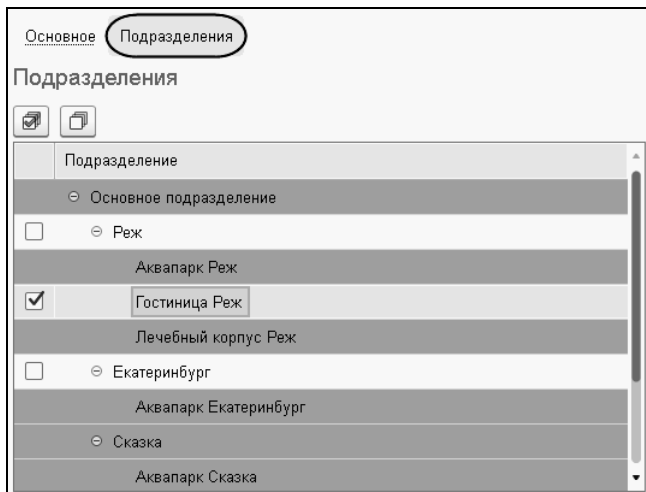 Основное Подразделения
Подразделения
Подразделение
Основное подразделение
Реж
Аквапарк Реж
Гостиница Реж
Лечебный корпус Реж
Екатеринбург
Аквапарк Екатеринбург
Сказка
Аквапарк Сказка